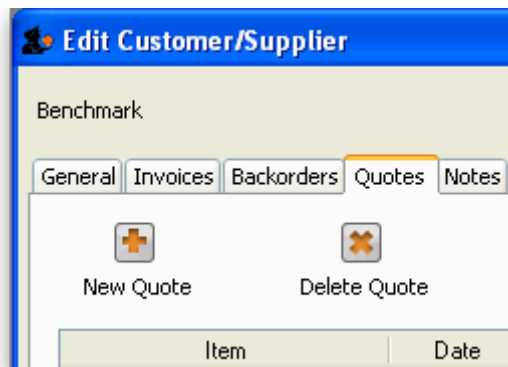 Edit Customer/Supplier
Benchmark
General Invoices Backorders Quotes Notes
New Quote Delete Quote
Item Date